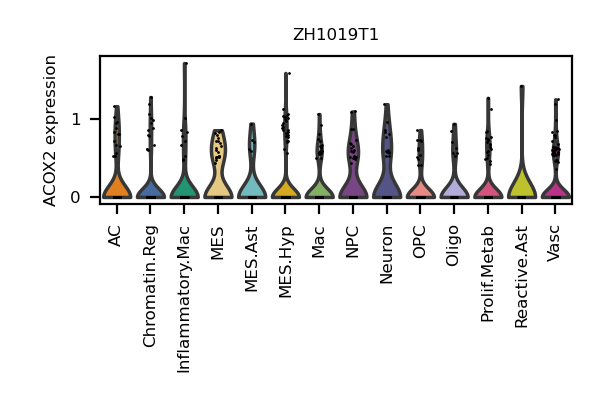 ZH1019T1
ACOX2 expression
1
0
AC
Chromatin.Reg
Inflammatory.Mac
MES
MES.Ast
MES.Hyp
Mac
NPC
Neuron
OPC
Oligo
Prolif.Metab
Reactive.Ast
Vasc